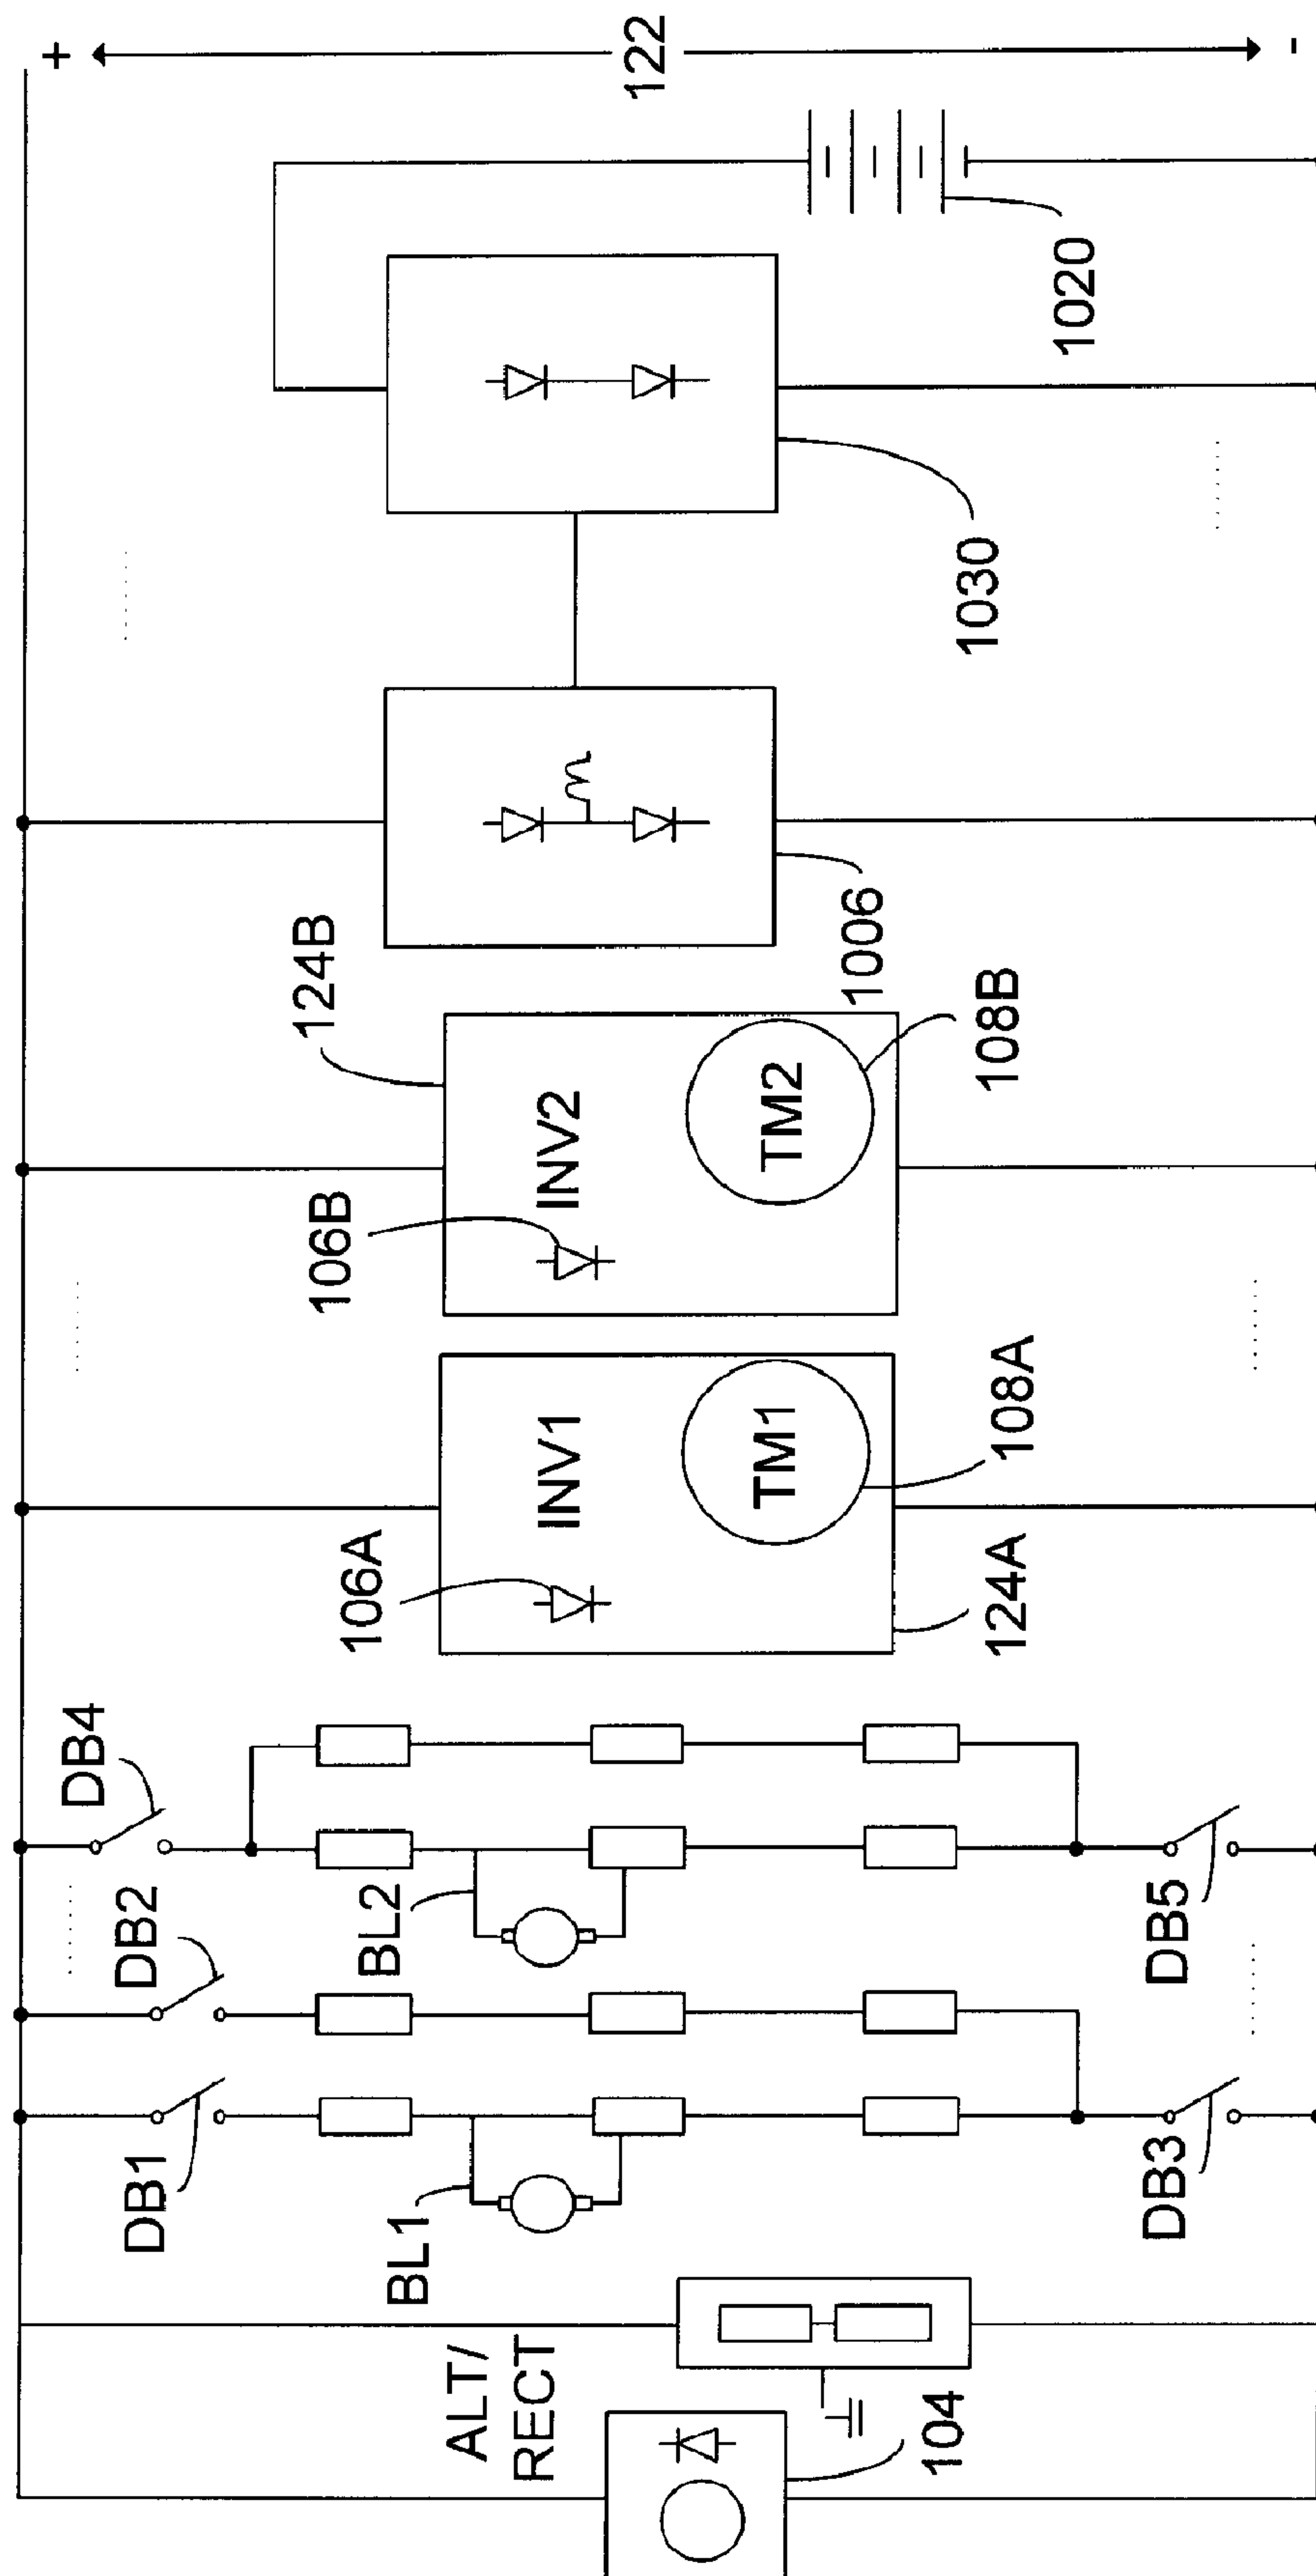 ALT/
RECT
104
BL1
DB1
DB3
DB2
BL2
DB4
DB5
106A
INV1
TM1
124A
108A
106B
INV2
TM2
124B
108B
1006
1030
1020
+
122
-